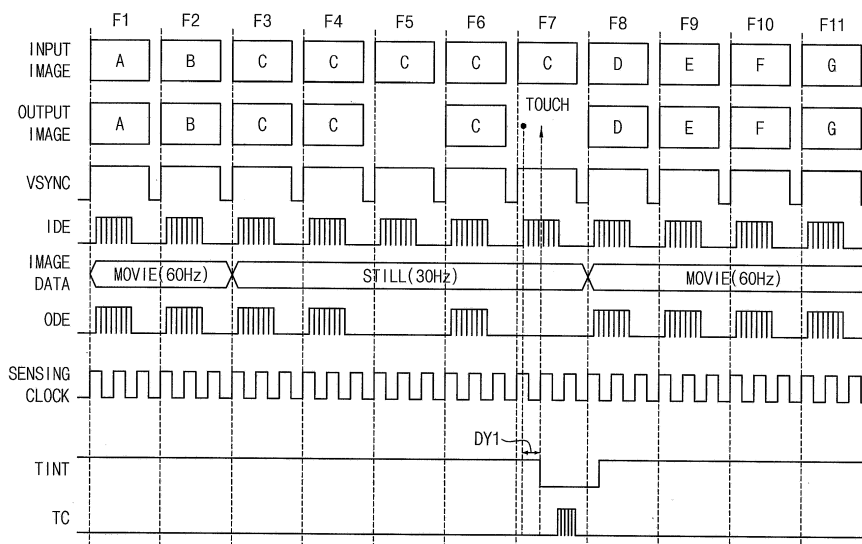 F1 F2 F3 F4 F5 F6 F7 F8 F9 F10 F11
INPUT IMAGE A B C C C C C D E F G
TOUCH
OUTPUT IMAGE A B C C C D E F G
VSYNC
IDE
IMAGE DATA MOVIE(60Hz) STILL(30Hz) MOVIE(60Hz)
ODE
SENSING CLOCK
DY1
TINT
TC